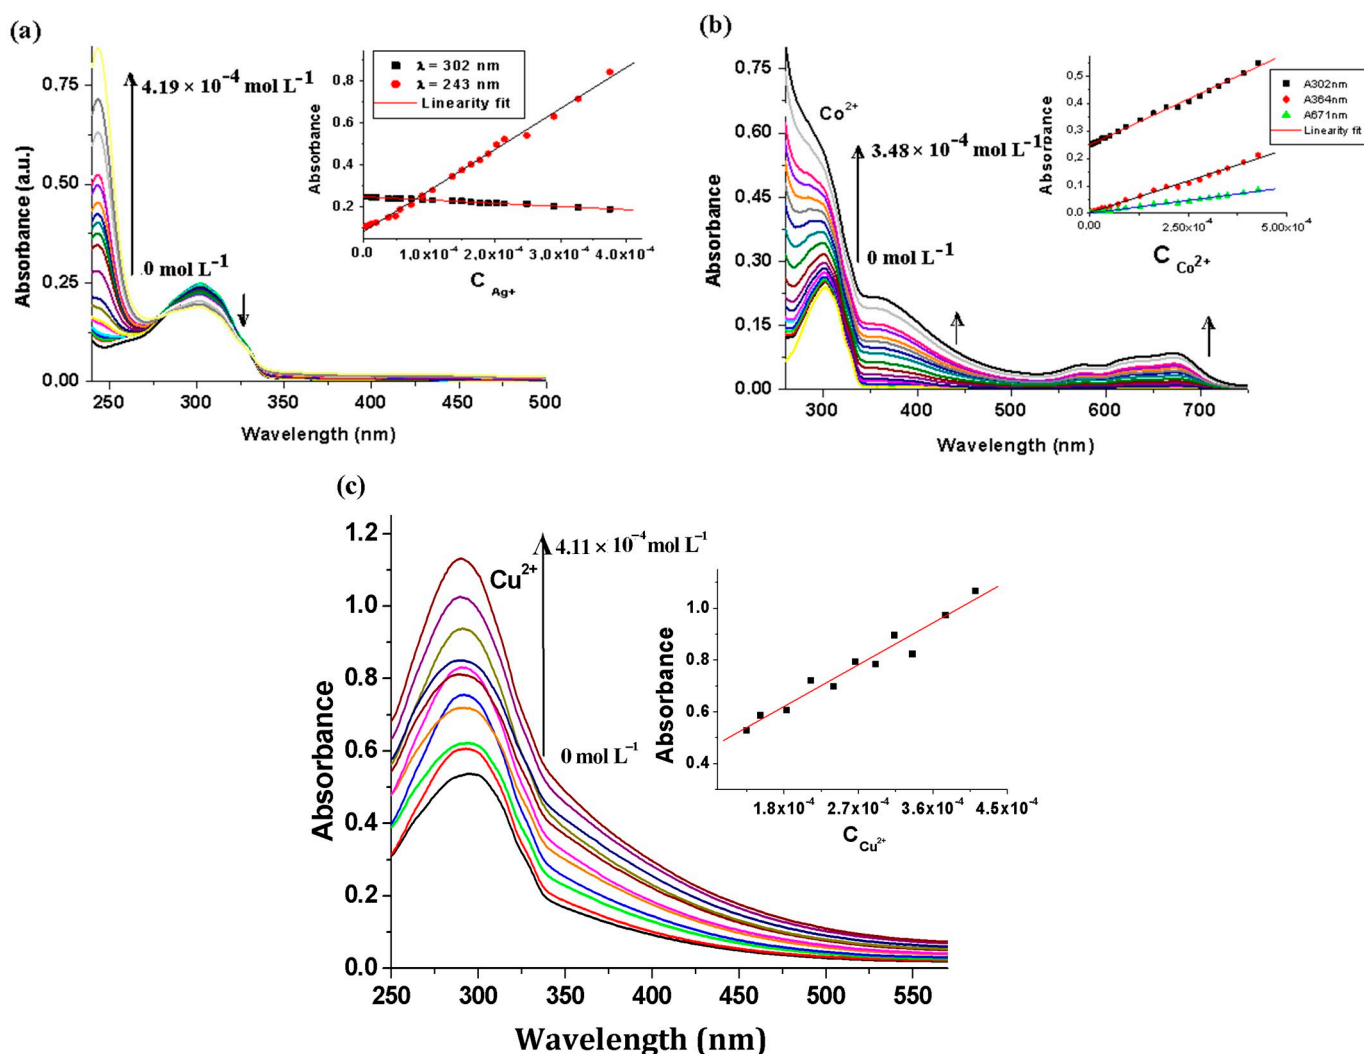 (a)
Absorbance (a.u.)
0.75
0.50
0.25
0.00
4.19 × 10⁻⁴ mol L⁻¹
0 mol L⁻¹
250 300 350 400 450 500
Wavelength (nm)
Absorbance
0.8
0.6
0.4
0.2
λ = 302 nm
λ = 243 nm
Linearity fit
0.0 1.0x10⁻⁴ 2.0x10⁻⁴ 3.0x10⁻⁴ 4.0x10⁻⁴
C Ag+
(b)
Absorbance
0.75
0.60
0.45
0.30
0.15
0.00
Co²⁺
3.48 × 10⁻⁴ mol L⁻¹
0 mol L⁻¹
300 400 500 600 700
Wavelength (nm)
Absorbance
0,5
0,4
0,3
0,2
0,1
0,0
0,00 2,50x10⁻⁴ 5,00x10⁻⁴
C Co²⁺
A302nm
A364nm
A671nm
Linearity fit
(c)
Absorbance
1.2
1.0
0.8
0.6
0.4
0.2
0.0
Cu²⁺
4.11 × 10⁻⁴ mol L⁻¹
0 mol L⁻¹
250 300 350 400 450 500 550
Wavelength (nm)
Absorbance
1.0
0.8
0.6
0.4
1.8x10⁻⁴ 2.7x10⁻⁴ 3.6x10⁻⁴ 4.5x10⁻⁴
C Cu²⁺